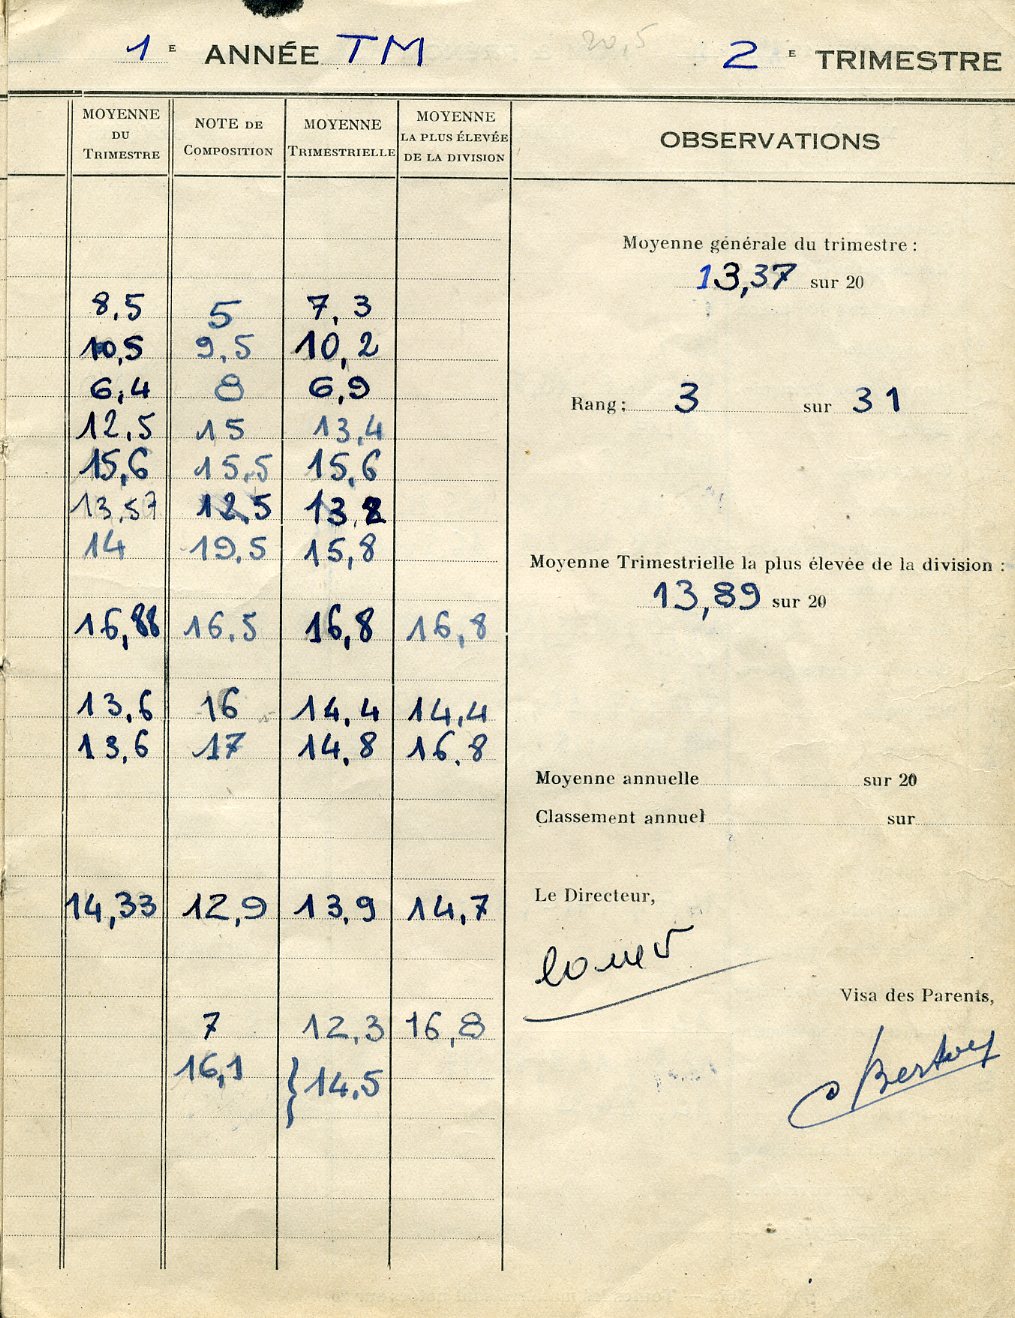 1E ANNÉE TM 20,5 2E TRIMESTRE
MOYENNE DU TRIMESTRE
NOTE DE COMPOSITION
MOYENNE TRIMESTRIELLE
MOYENNE LA PLUS ÉLEVÉE DE LA DIVISION
OBSERVATIONS
8,5 5 7,3
10,5 9,5 10,2
6,4 8 6,9
12,5 15 13,4
15,6 15,5 15,6
13,57 12,5 13,2
14 19,5 15,8
16,88 16,5 16,8 16,8
13,6 16 14,4 14,4
13,6 17 14,8 16,8
14,33 12,9 13,9 14,7
7 12,3 16,8
16,1 } 14,5
Moyenne générale du trimestre :
13,37 sur 20
Rang : 3 sur 31
Moyenne Trimestrielle la plus élevée de la division :
13,89 sur 20
Moyenne annuelle sur 20
Classement annuel sur
Le Directeur,
Visa des Parents,